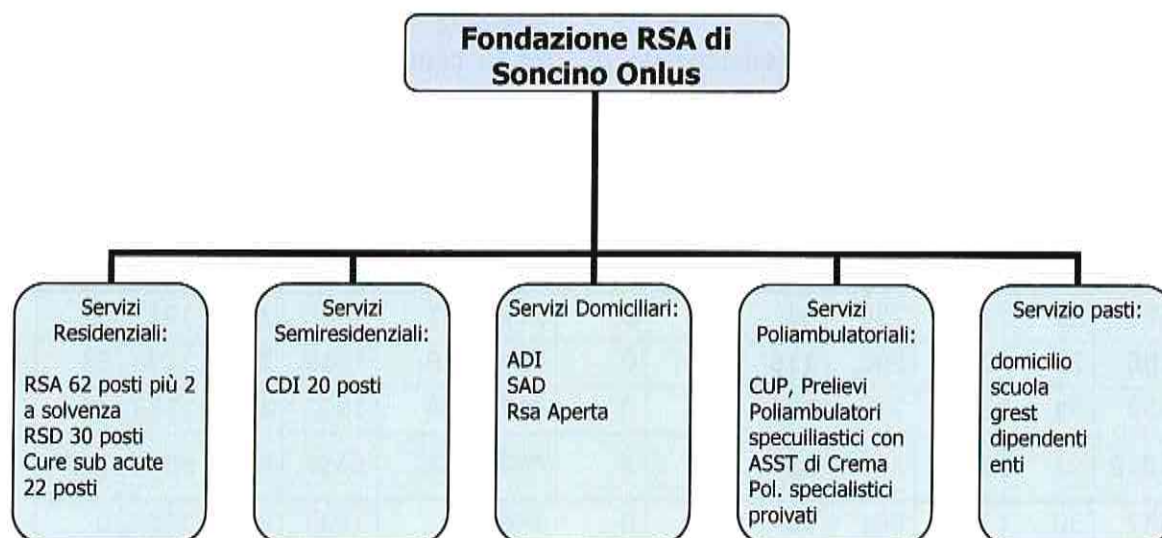 Fondazione RSA di
Soncino Onlus
Servizi
Residenziali:
RSA 62 posti più 2
a solvenza
RSD 30 posti
Cure sub acute
22 posti
Servizi
Semiresidenziali:
CDI 20 posti
Servizi Domiciliari:
ADI
SAD
Rsa Aperta
Servizi
Poliambulatoriali:
CUP, Prelievi
Poliambulatori
specuiliastici con
ASST di Crema
Pol. specialistici
proivati
Servizio pasti:
domicilio
scuola
grest
dipendenti
enti